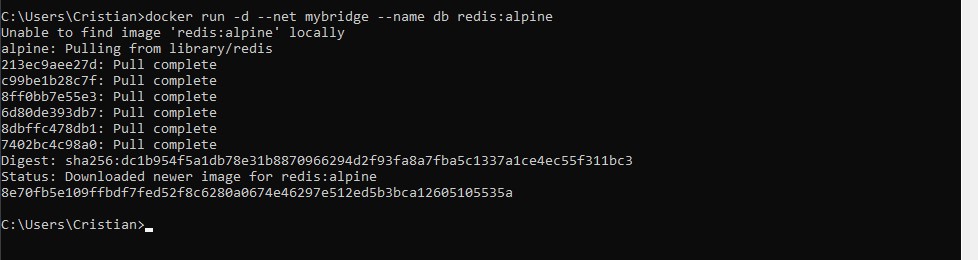 C:\Users\Cristian>docker run -d --net mybridge --name db redis:alpine
Unable to find image 'redis:alpine' locally
alpine: Pulling from library/redis
213ec9aee27d: Pull complete
c99be1b28c7f: Pull complete
8ff0bb7e55e3: Pull complete
6d80de393db7: Pull complete
8dbffc478db1: Pull complete
7402bc4c98a0: Pull complete
Digest: sha256:dc1b954f5a1db78e31b8870966294d2f93fa8a7fba5c1337a1ce4ec55f311bc3
Status: Downloaded newer image for redis:alpine
8e70fb5e109ffbdf7fed52f8c6280a0674e46297e512ed5b3bca12605105535a
C:\Users\Cristian>